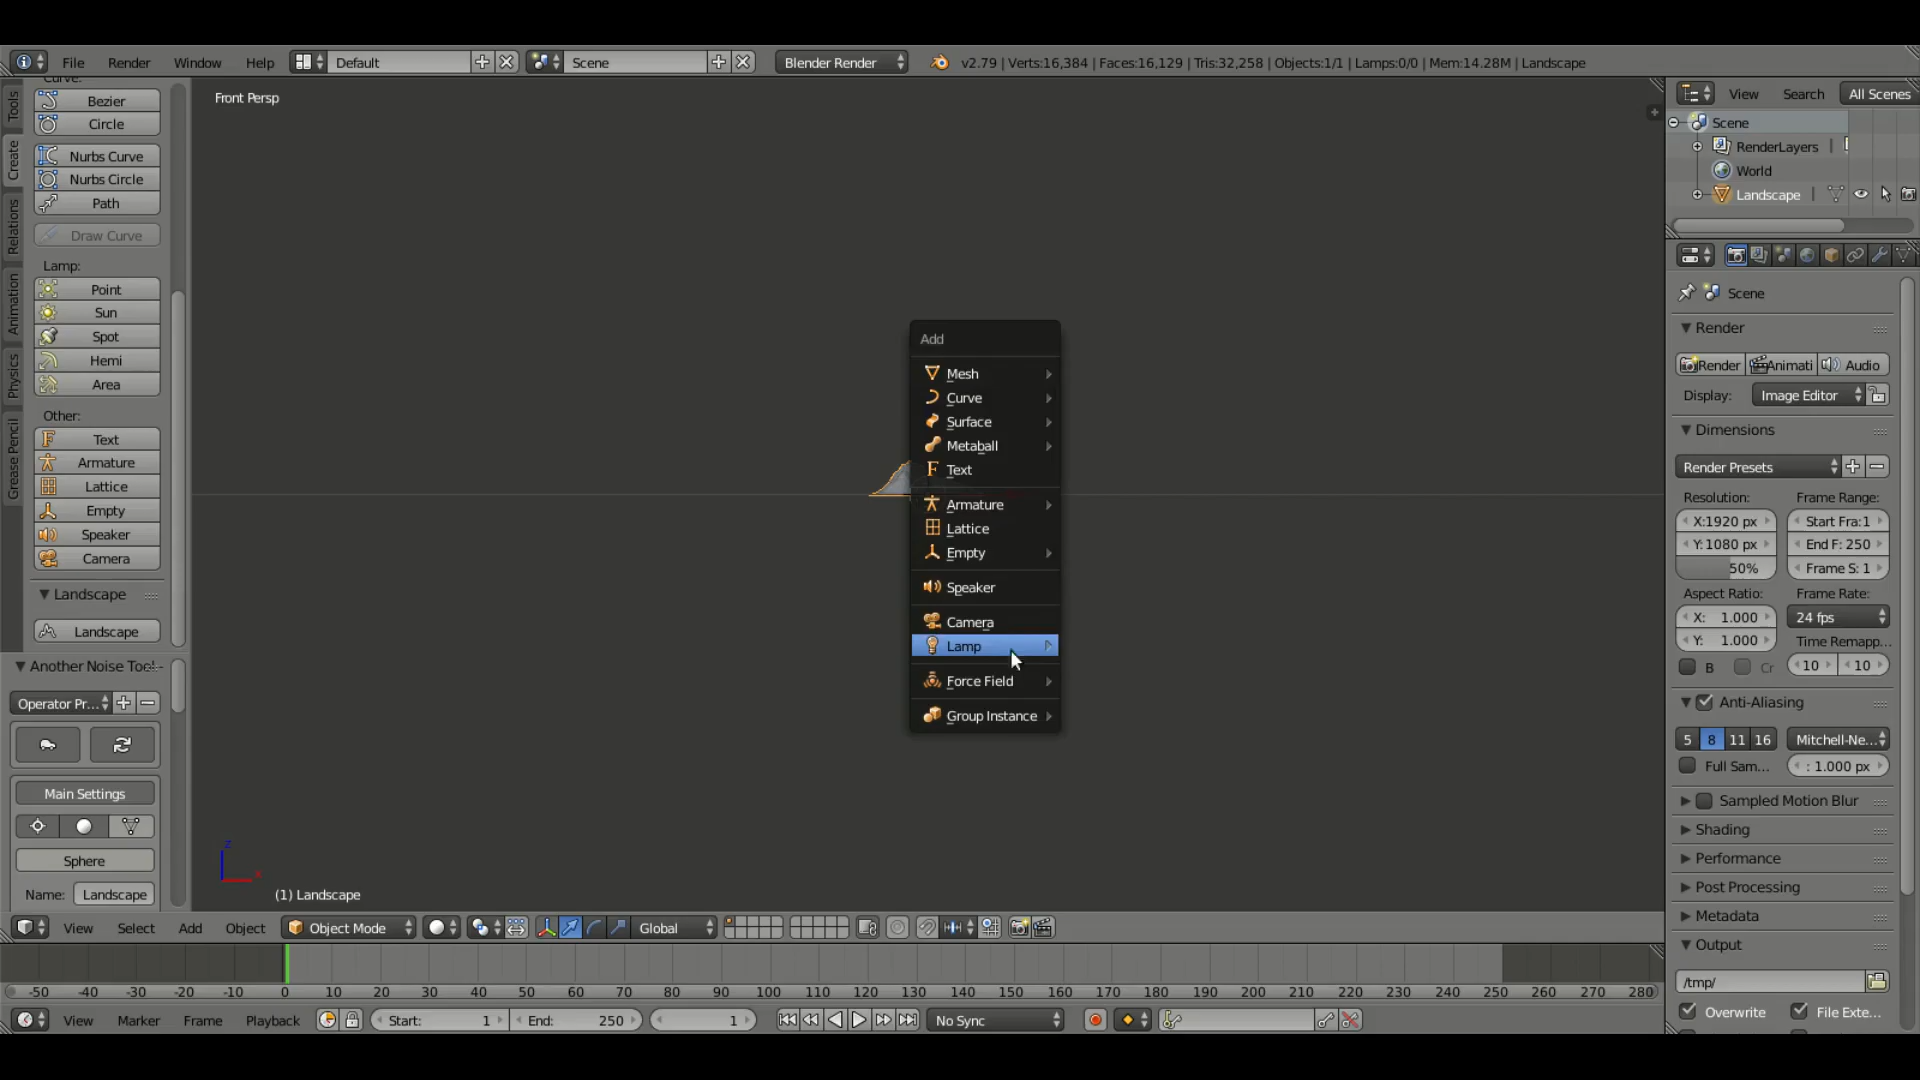 File Render Window Help Default Scene Blender Render v2.79 | Verts:16,384 | Faces:16,129 | Tris:32,258 | Objects:1/1 | Lamps:0/0 | Mem:14.28M | Landscape
Tools
Create
Relations
Animation
Physics
Grease Pencil
Curve:
Bezier
Circle
Nurbs Curve
Nurbs Circle
Path
Draw Curve
Lamp:
Point
Sun
Spot
Hemi
Area
Other:
Text
Armature
Lattice
Empty
Speaker
Camera
Landscape
Landscape
Operator Pr...
Main Settings
Sphere
Name: Landscape
Front Persp
Add
Mesh
Curve
Surface
Metaball
Text
Armature
Lattice
Empty
Speaker
Camera
Lamp
Force Field
Group Instance
z
x
(1) Landscape
View Select Add Object Object Mode Global
-50 -40 -30 -20 -10 0 10 20 30 40 50 60 70 80 90 100 110 120 130 140 150 160 170 180 190 200 210 220 230 240 250 260 270 280
View Marker Frame Playback Start: 1 End: 250 1 No Sync
View Search All Scenes
Scene
RenderLayers |
World
Landscape |
Scene
Render
Render Animati Audio
Display: Image Editor
Dimensions
Render Presets
Resolution: Frame Range:
X:1920 px Start Fra:1
Y:1080 px End F: 250
50% Frame S: 1
Aspect Ratio: Frame Rate:
X: 1.000 24 fps
Y: 1.000 Time Remapp...
B Cr 10 10
Anti-Aliasing
5 8 11 16 Mitchell-Ne...
Full Sam... : 1.000 px
Sampled Motion Blur
Shading
Performance
Post Processing
Metadata
Output
/tmp/
Overwrite File Exte...